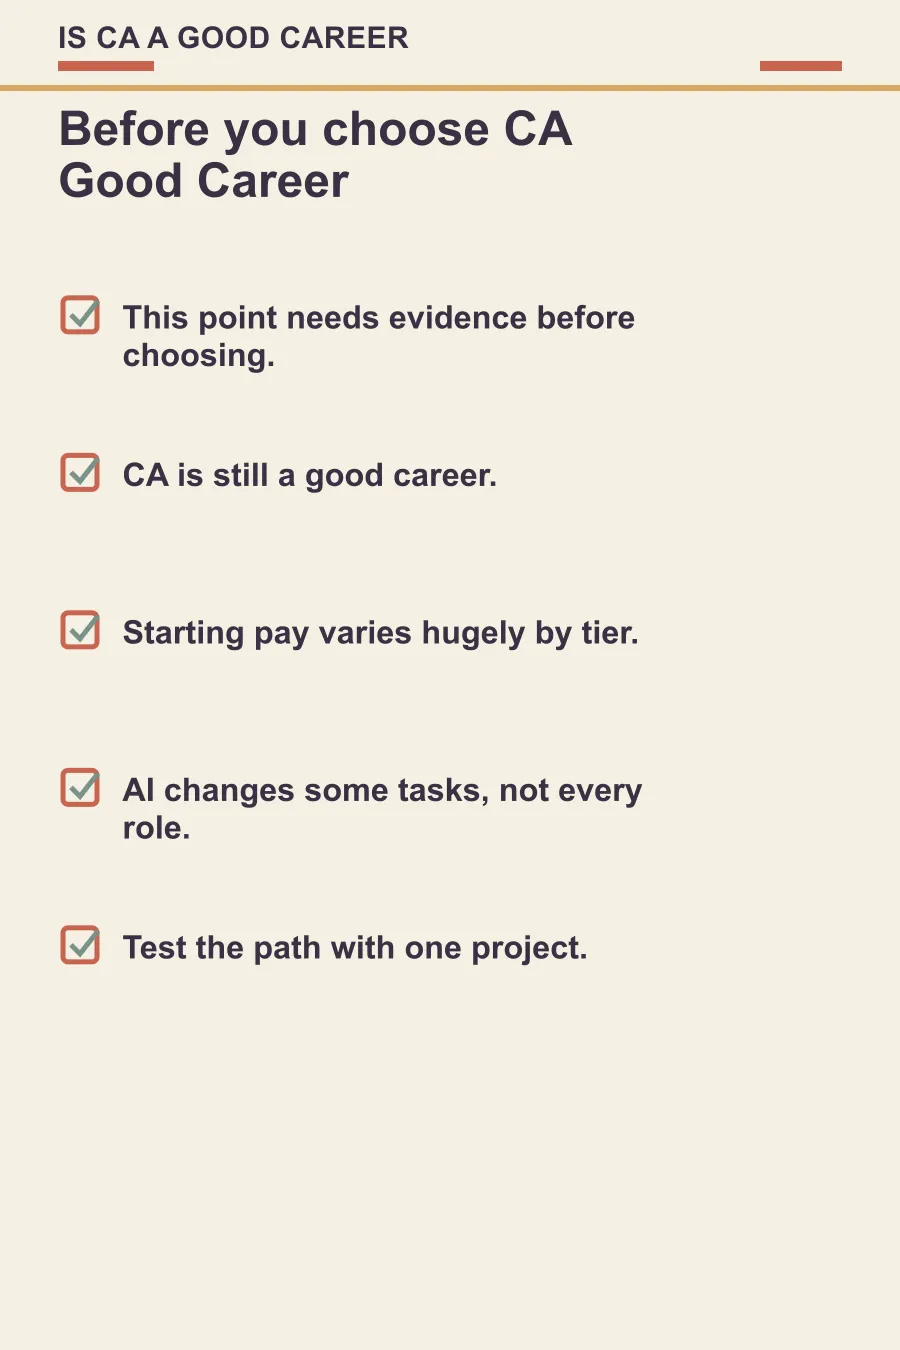 IS CA A GOOD CAREER
Before you choose CA
Good Career
This point needs evidence before
choosing.
CA is still a good career.
Starting pay varies hugely by tier.
AI changes some tasks, not every
role.
Test the path with one project.